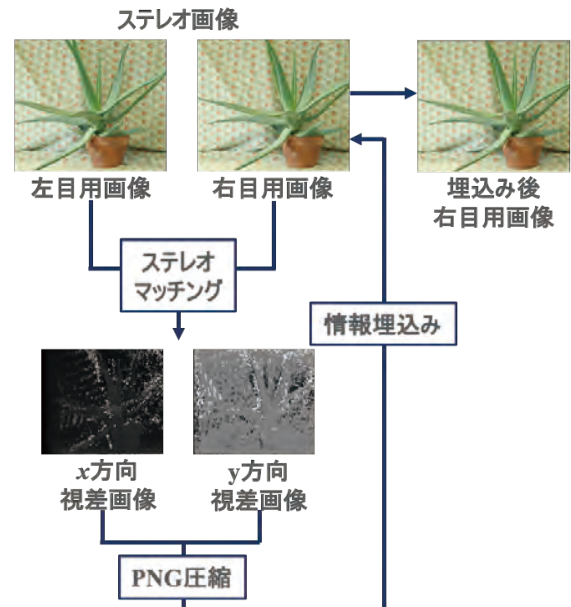 ステレオ画像
左目用画像
右目用画像
埋込み後
右目用画像
ステレオ
マッチング
情報埋込み
x方向
視差画像
y方向
視差画像
PNG圧縮